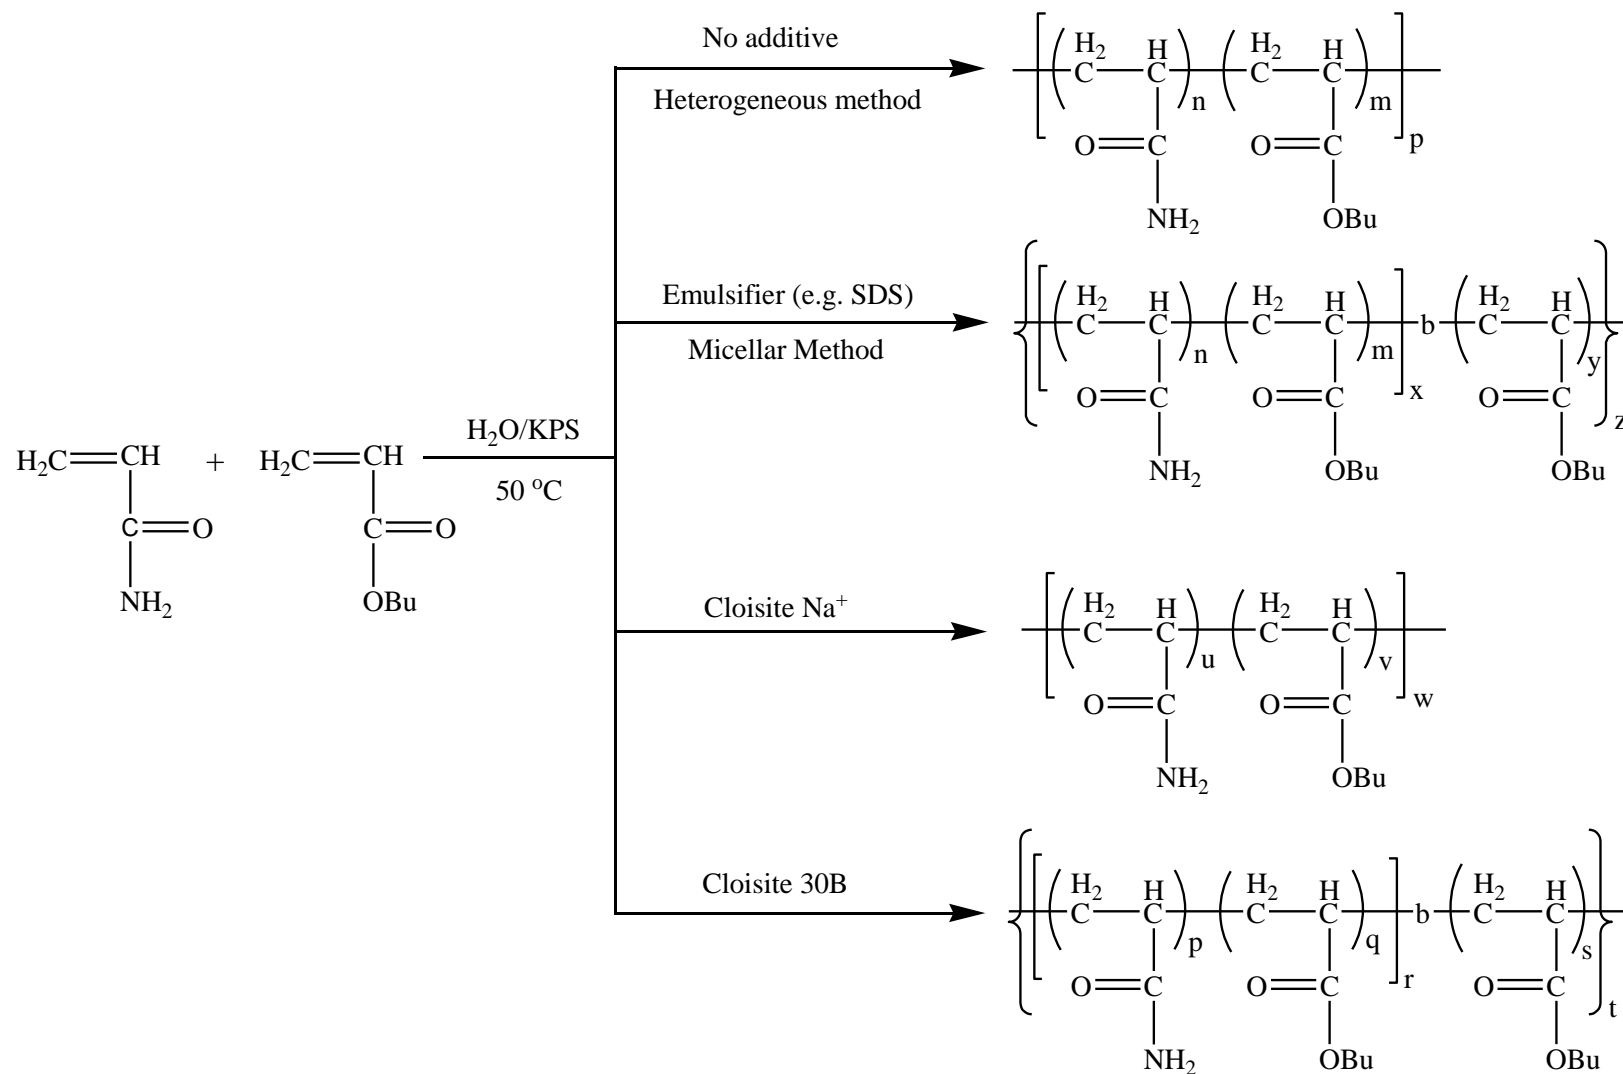 No additive
Heterogeneous method
H2 H H2 H
C C n C C m
O C O C p
NH2 OBu
Emulsifier (e.g. SDS)
Micellar Method
H2 H H2 H H2 H
C C n C C m b C C y
O C O C x O C z
NH2 OBu OBu
H2C CH + H2C CH
H2O/KPS
50 oC
C O C O
NH2 OBu
Cloisite Na+
H2 H H2 H
C C u C C v
O C O C w
NH2 OBu
Cloisite 30B
H2 H H2 H H2 H
C C p C C q b C C s
O C O C r O C t
NH2 OBu OBu